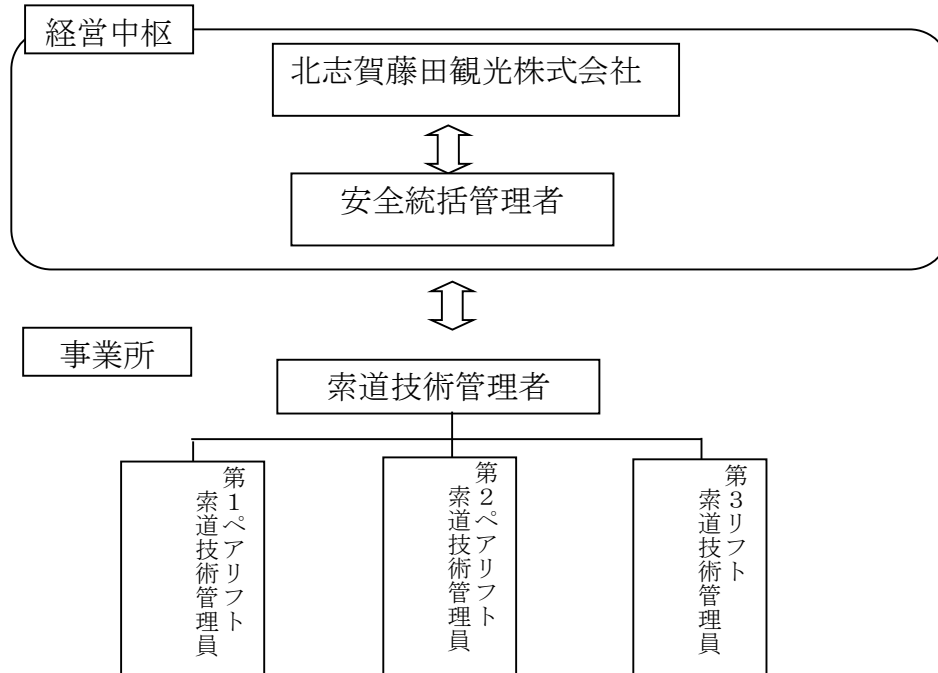 経営中枢
北志賀藤田観光株式会社
安全統括管理者
事業所
索道技術管理者
第1ペアリフト
索道技術管理員
第2ペアリフト
索道技術管理員
第3リフト
索道技術管理員